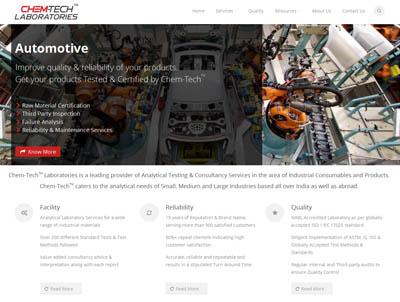 CHEMTECH™
LABORATORIES
Home Services Quality Resources About Us Contact Us
Automotive
Improve quality & reliability of your products.
Get your products Tested & Certified by Chem-Tech™
Raw Material Certification
Third Party Inspection
Failure Analysis
Reliability & Maintenance Services
Know More
Chem-Tech™ Laboratories is a leading provider of Analytical Testing & Consultancy Services in the area of Industrial Consumables and Products.
Chem-Tech™ caters to the analytical needs of Small, Medium and Large Industries based all over India as well as abroad.
Facility
Analytical Laboratory Services for a wide
range of industrial materials
Over 200 different Standard Tests & Test
Methods followed
Value added consultancy advice &
interpretation along with each report
Read More
Reliability
15 years of Reputation & Brand Name,
serving more than 500 satisfied customers
80%+ repeat clientele indicating high
customer satisfaction
Accurate, reliable and repeatable test
results in a stipulated Turn Around Time
Read More
Quality
NABL Accredited Laboratory as per globally
accepted ISO / IEC 17025 standard
Diligent Implementation of ASTM, IS, ISO &
Globally Accepted Test Methods &
Standards
Regular Internal and Third-party audits to
ensure Quality Control
Read More